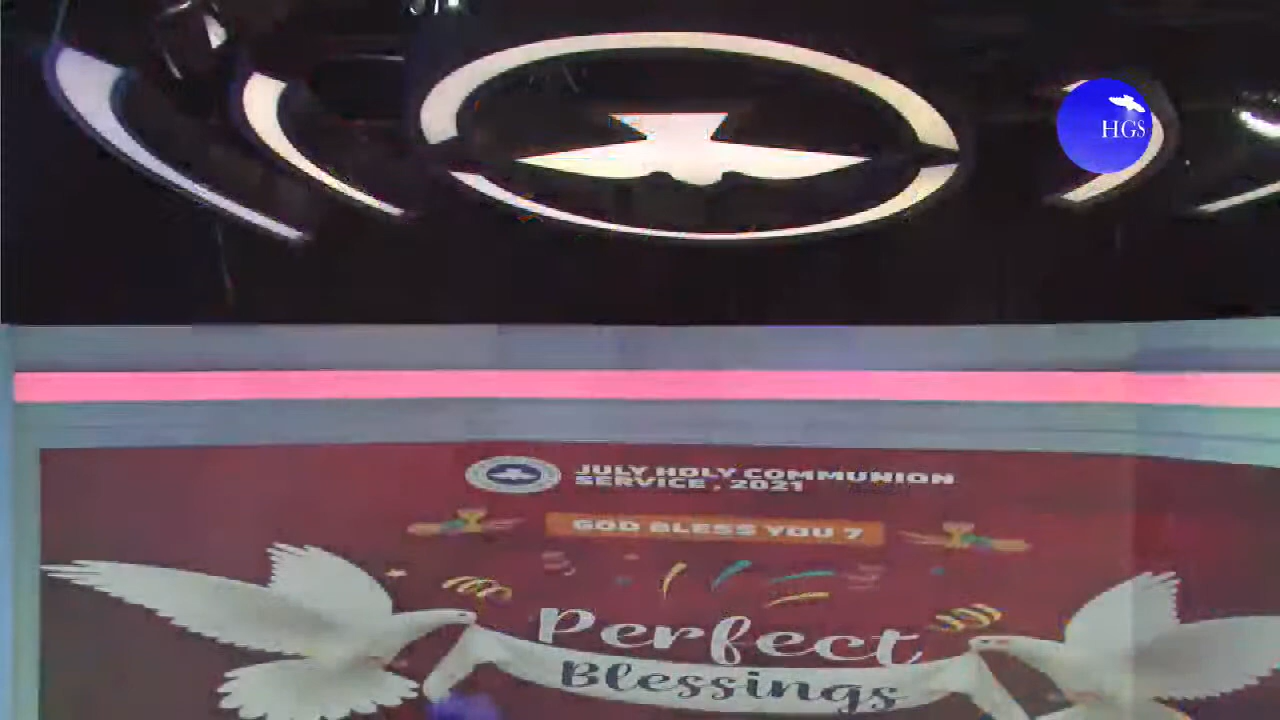 HGS
JULY HOLY COMMUNION
SERVICE , 2021
GOD BLESS YOU 7
Perfect
Blessings